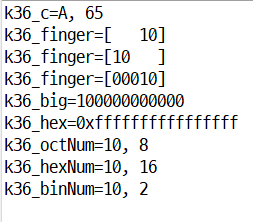 k36_c=A, 65
k36_finger=[   10]
k36_finger=[10   ]
k36_finger=[00010]
k36_big=100000000000
k36_hex=0xffffffffffffffff
k36_octNum=10, 8
k36_hexNum=10, 16
k36_binNum=10, 2